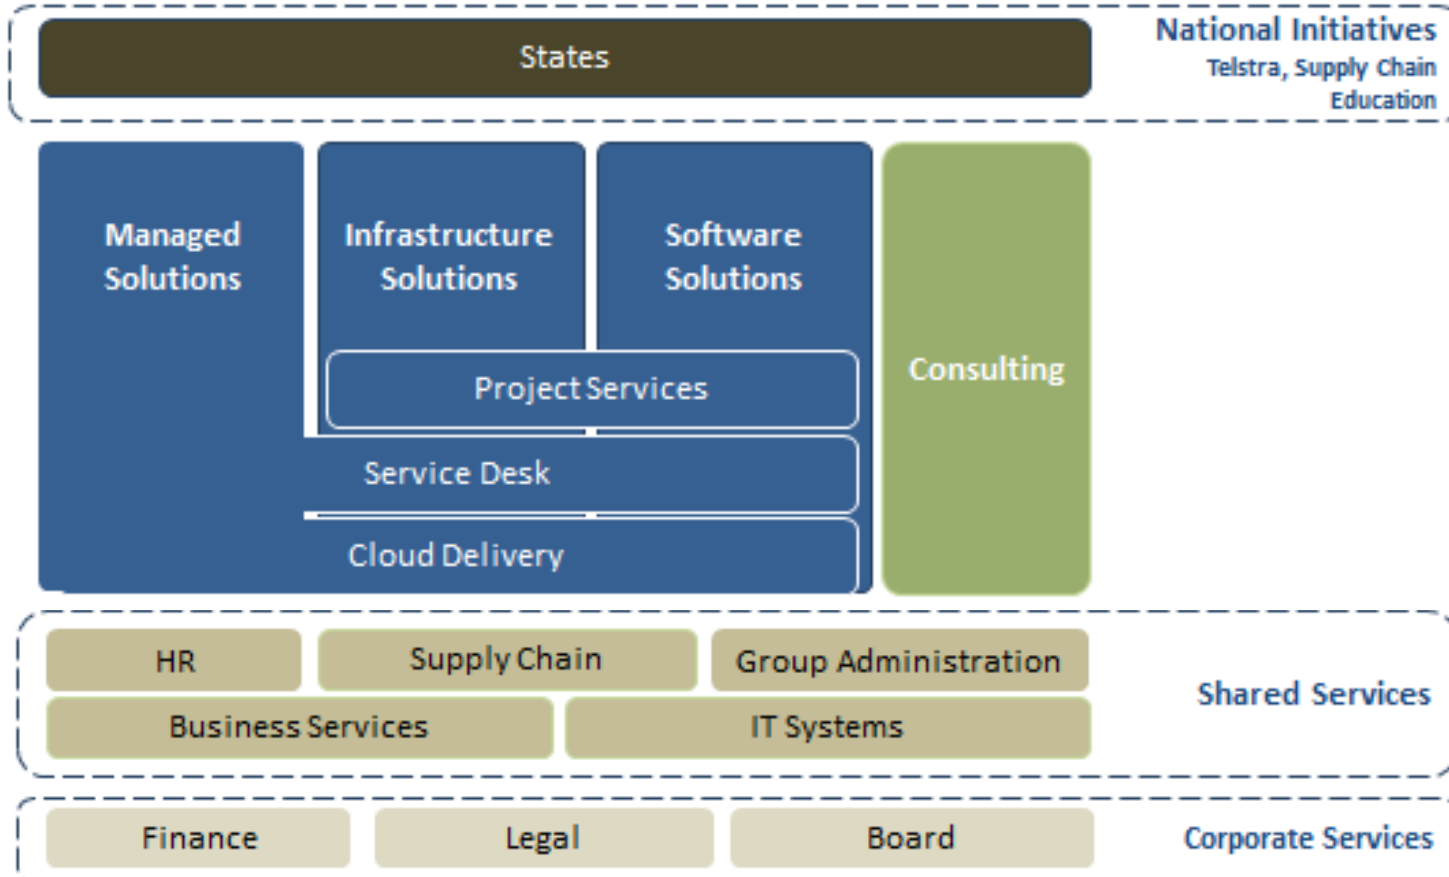 States
National Initiatives
Telstra, Supply Chain
Education
Managed
Solutions
Infrastructure
Solutions
Software
Solutions
Consulting
Project Services
Service Desk
Cloud Delivery
HR
Supply Chain
Group Administration
Shared Services
Business Services
IT Systems
Finance
Legal
Board
Corporate Services